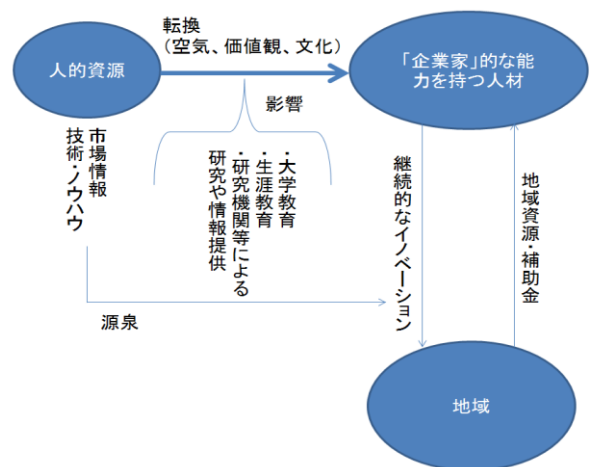 転換
（空気、価値観、文化）
人的資源
「企業家」的な能
力を持つ人材
影響
市場情報
技術・ノウハウ
・大学教育
・生涯教育
・研究機関等による
研究や情報提供
継続的なイノベーション
地域資源・補助金
源泉
地域